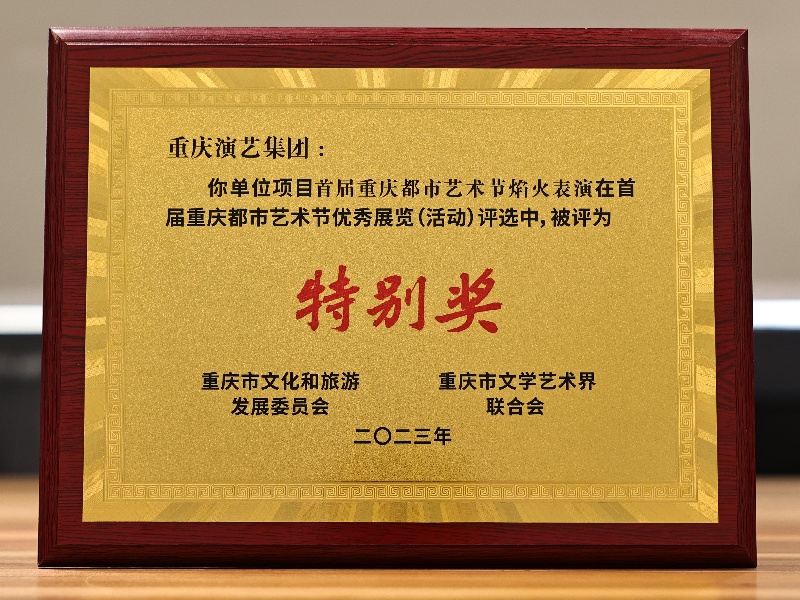 重庆演艺集团：
你单位项目首届重庆都市艺术节焰火表演在首
届重庆都市艺术节优秀展览（活动）评选中，被评为
特别奖
重庆市文化和旅游
发展委员会
重庆市文学艺术界
联合会
二〇二三年